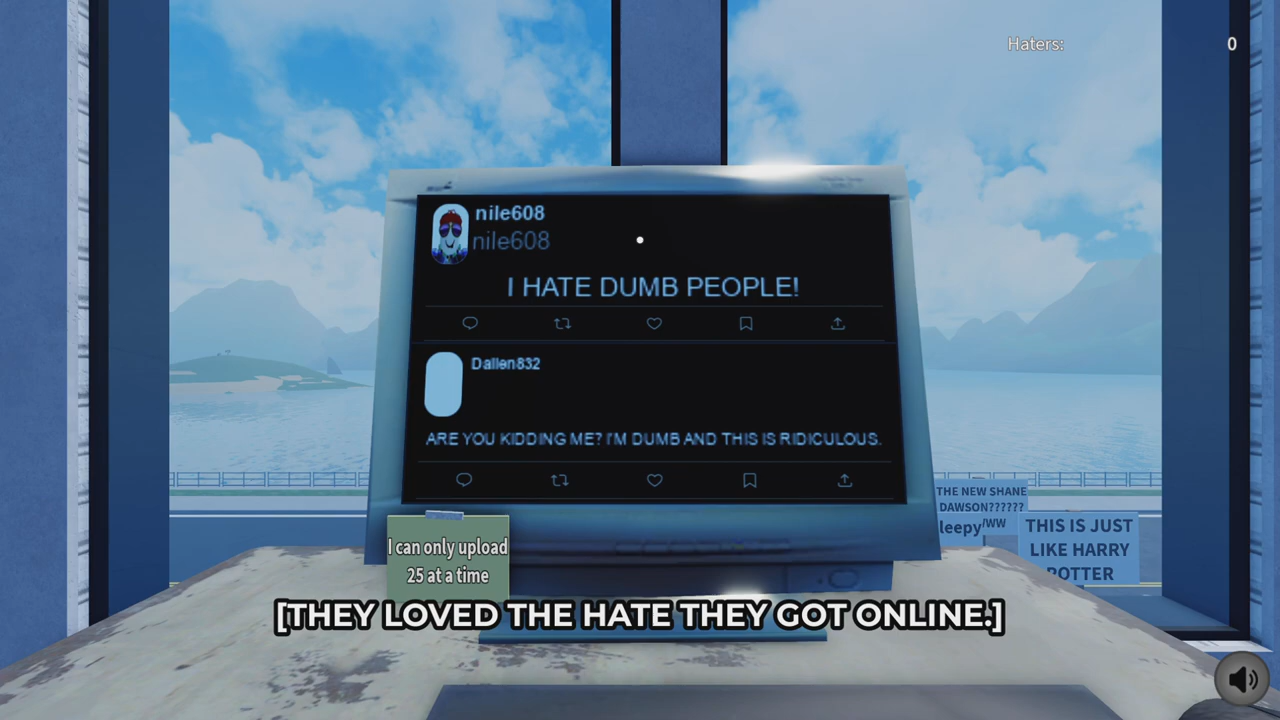 Haters: 0
nile608
nile608
I HATE DUMB PEOPLE!
Dallen832
ARE YOU KIDDING ME? I'M DUMB AND THIS IS RIDICULOUS.
I can only upload
25 at a time
THE NEW SHANE
DAWSON??????
leepy/WW
THIS IS JUST
LIKE HARRY
POTTER
[THEY LOVED THE HATE THEY GOT ONLINE.]